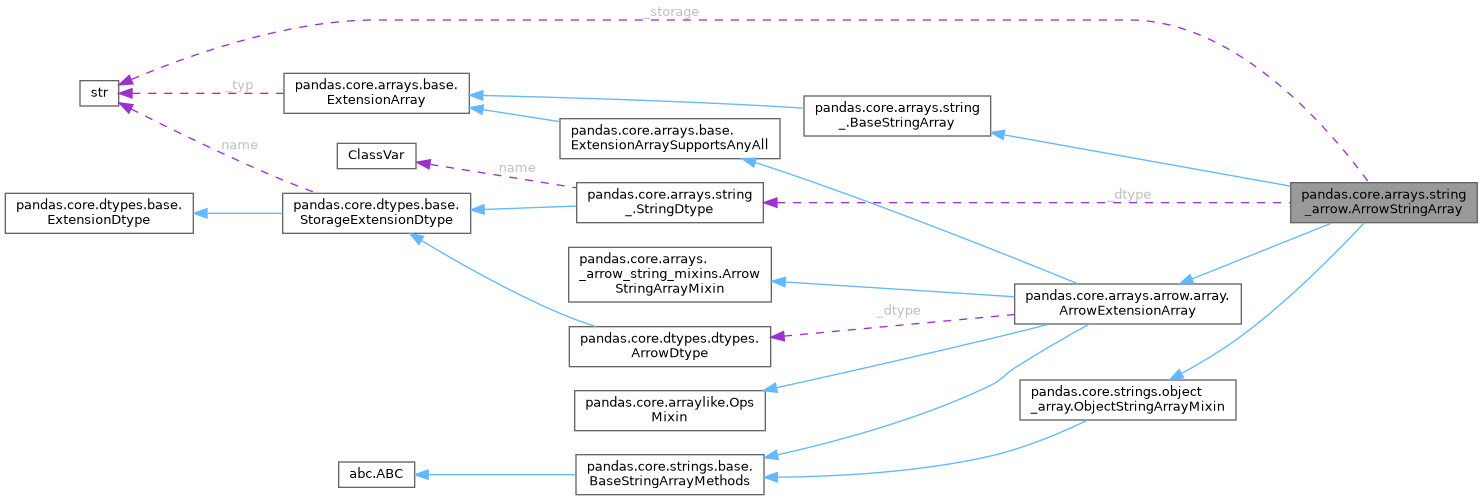 _storage
str
_typ
pandas.core.arrays.base.
ExtensionArray
pandas.core.arrays.string
_.BaseStringArray
pandas.core.arrays.base.
ExtensionArraySupportsAnyAll
name
ClassVar
name
pandas.core.arrays.string
_.StringDtype
_dtype
pandas.core.arrays.string
_arrow.ArrowStringArray
pandas.core.dtypes.base.
ExtensionDtype
pandas.core.dtypes.base.
StorageExtensionDtype
pandas.core.arrays.
_arrow_string_mixins.Arrow
StringArrayMixin
pandas.core.arrays.arrow.array.
ArrowExtensionArray
_dtype
pandas.core.dtypes.dtypes.
ArrowDtype
pandas.core.arraylike.Ops
Mixin
pandas.core.strings.object
_array.ObjectStringArrayMixin
abc.ABC
pandas.core.strings.base.
BaseStringArrayMethods